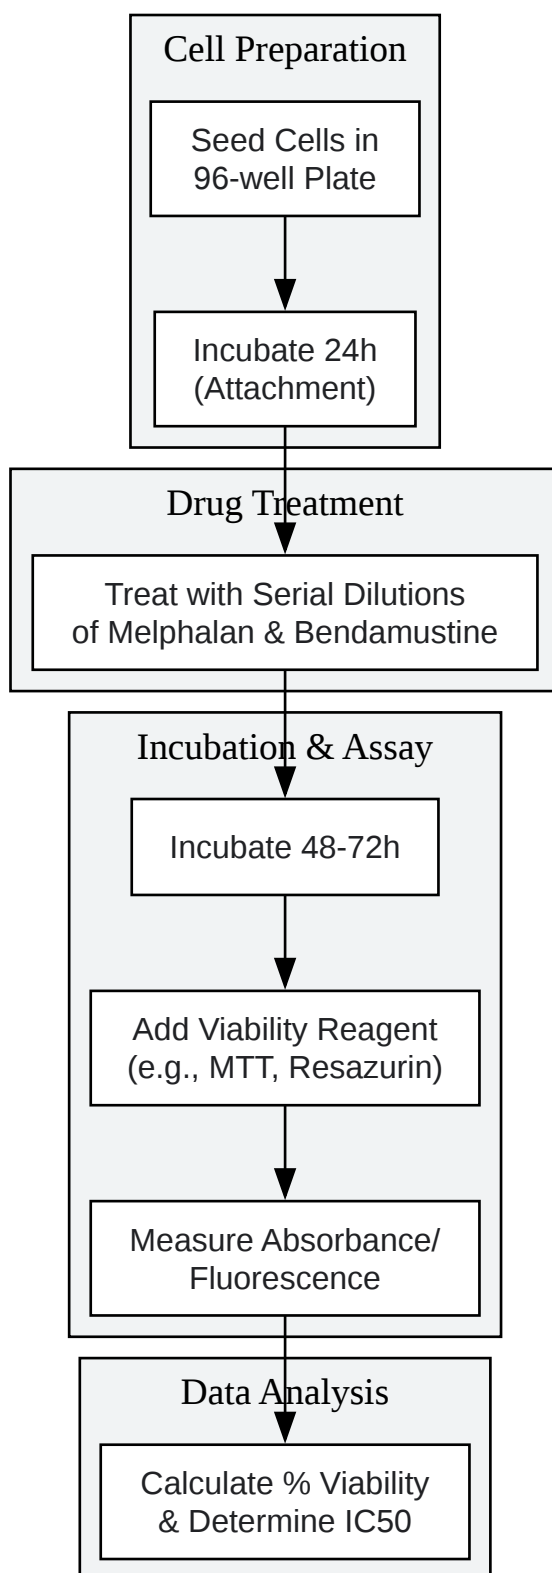 Cell Preparation
Seed Cells in
96-well Plate
Incubate 24h
(Attachment)
Drug Treatment
Treat with Serial Dilutions
of Melphalan & Bendamustine
Incubation & Assay
Incubate 48-72h
Add Viability Reagent
(e.g., MTT, Resazurin)
Measure Absorbance/
Fluorescence
Data Analysis
Calculate % Viability
& Determine IC50